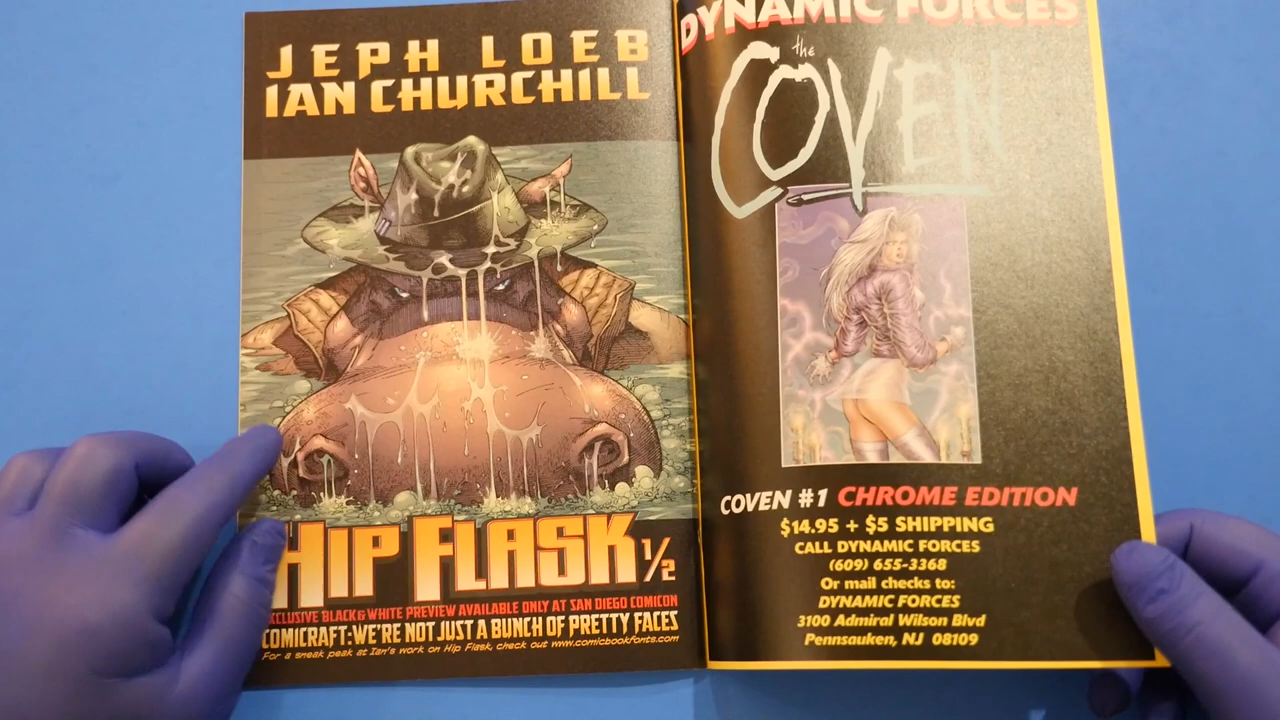 JEPH LOEB
IAN CHURCHILL
HIP FLASK 1/2
EXCLUSIVE BLACK & WHITE PREVIEW AVAILABLE ONLY AT SAN DIEGO COMICON
COMICRAFT: WE'RE NOT JUST A BUNCH OF PRETTY FACES
For a sneak peak at Ian's work on Hip Flask, check out www.comicbookfonts.com
DYNAMIC FORCES
the
COVEN
COVEN #1 CHROME EDITION
$14.95 + $5 SHIPPING
CALL DYNAMIC FORCES
(609) 655-3368
Or mail checks to:
DYNAMIC FORCES
3100 Admiral Wilson Blvd
Pennsauken, NJ 08109